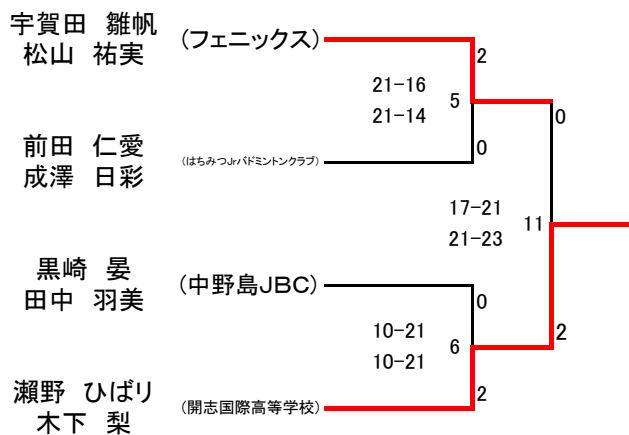 宇賀田 雛帆
松山 祐実
(フェニックス)
2
21-16
21-14
5
0
0
前田 仁愛
成澤 日彩
(はちみつJrバドミントンクラブ)
17-21
21-23
11
黒崎 晏
田中 羽美
(中野島JBC)
0
10-21
10-21
6
2
2
瀬野 ひばり
木下 梨
(開志国際高等学校)